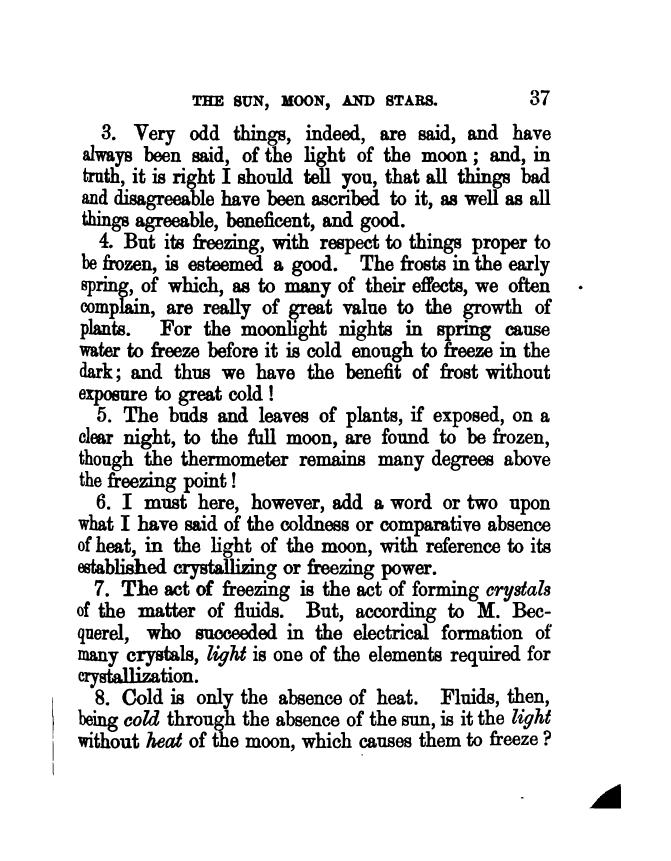 THE SUN, MOON, AND STARS. 37
3. Very odd things, indeed, are said, and have
always been said, of the light of the moon; and, in
truth, it is right I should tell you, that all things bad
and disagreeable have been ascribed to it, as well as all
things agreeable, beneficent, and good.
4. But its freezing, with respect to things proper to
be frozen, is esteemed a good. The frosts in the early
spring, of which, as to many of their effects, we often
complain, are really of great value to the growth of
plants. For the moonlight nights in spring cause
water to freeze before it is cold enough to freeze in the
dark; and thus we have the benefit of frost without
exposure to great cold!
5. The buds and leaves of plants, if exposed, on a
clear night, to the full moon, are found to be frozen,
though the thermometer remains many degrees above
the freezing point!
6. I must here, however, add a word or two upon
what I have said of the coldness or comparative absence
of heat, in the light of the moon, with reference to its
established crystallizing or freezing power.
7. The act of freezing is the act of forming crystals
of the matter of fluids. But, according to M. Bec-
querel, who succeeded in the electrical formation of
many crystals, light is one of the elements required for
crystallization.
8. Cold is only the absence of heat. Fluids, then,
being cold through the absence of the sun, is it the light
without heat of the moon, which causes them to freeze?